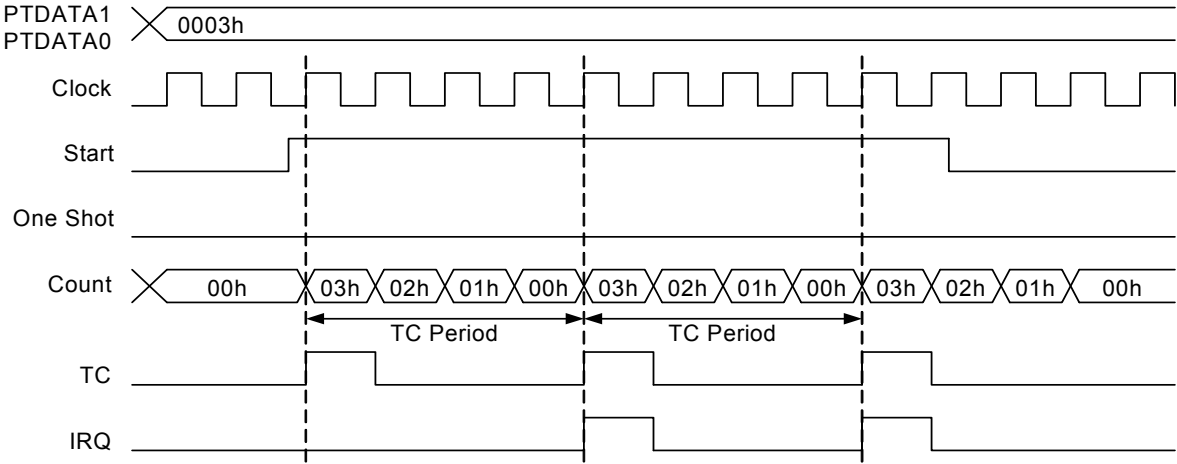 PTDATA1
PTDATA0
0003h
Clock
Start
One Shot
Count 00h 03h 02h 01h 00h 03h 02h 01h 00h 03h 02h 01h 00h
TC Period TC Period
TC
IRQ